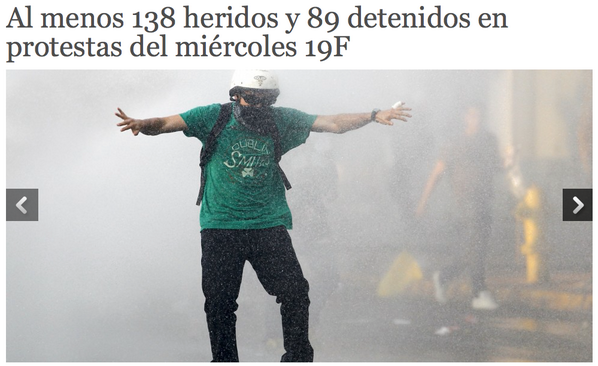 Al menos 138 heridos y 89 detenidos en
protestas del miércoles 19F